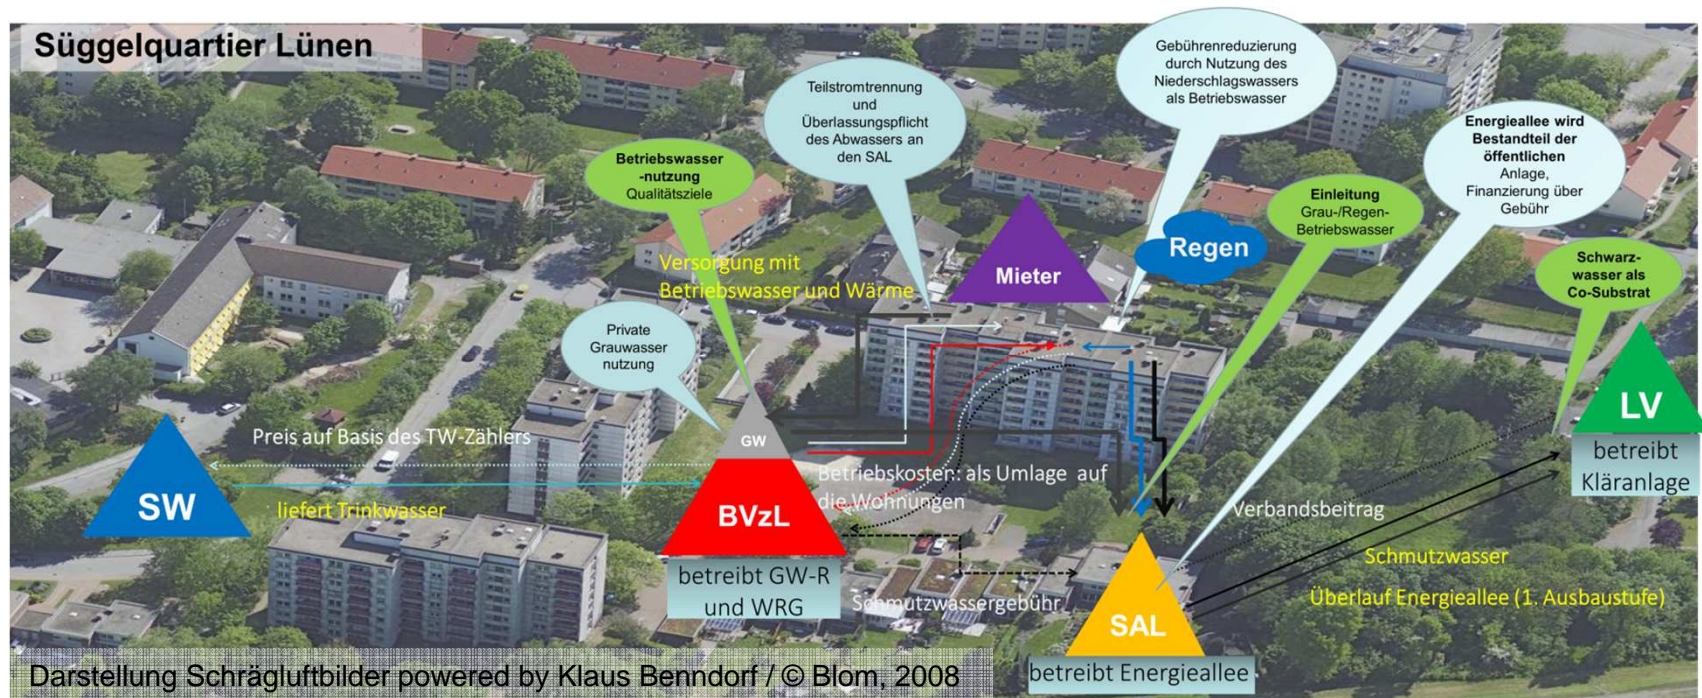 Süggelquartier Lünen
Gebührenreduzierung
durch Nutzung des
Niederschlagswassers
als Betriebswasser
Teilstromtrennung
und
Überlassungspflicht
des Abwassers an
den SAL
Energieallee wird
Bestandteil der
öffentlichen
Anlage,
Finanzierung über
Gebühr
Betriebswasser
-nutzung
Qualitätsziele
Einleitung
Grau-/Regen-
Betriebswasser
Regen
Mieter
Schwarz-
wasser als
Co-Substrat
Versorgung mit
Betriebswasser und Wärme
Private
Grauwasser
nutzung
LV
betreibt
Kläranlage
GW
Preis auf Basis des TW-Zählers
SW
liefert Trinkwasser
BVzL
Betriebskosten: als Umlage auf
die Wohnungen
Verbandsbeitrag
betreibt GW-R
und WRG
Schmutzwassergebühr
Schmutzwasser
Überlauf Energieallee (1. Ausbaustufe)
SAL
betreibt Energieallee
Darstellung Schrägluftbilder powered by Klaus Benndorf / © Blom, 2008